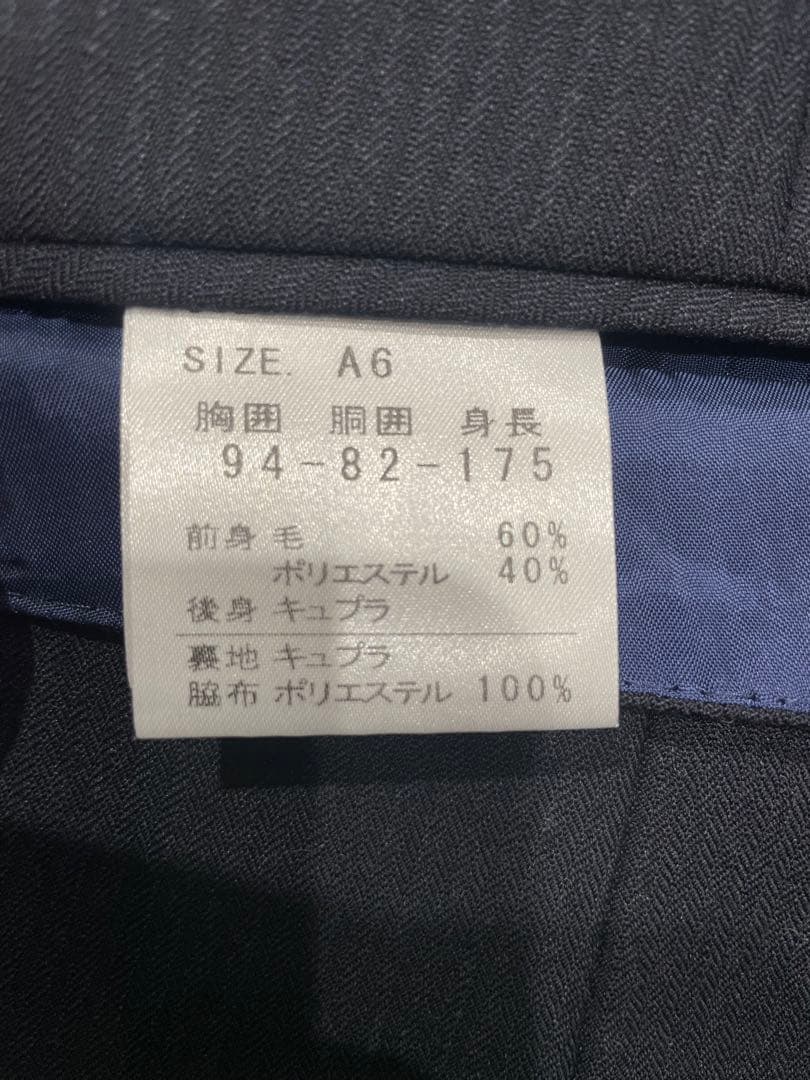 SIZE. A6
胸囲 胴囲 身長
94-82-175
前身 毛 60%
ポリエステル 40%
後身 キュプラ
裏地 キュプラ
脇布 ポリエステル 100%